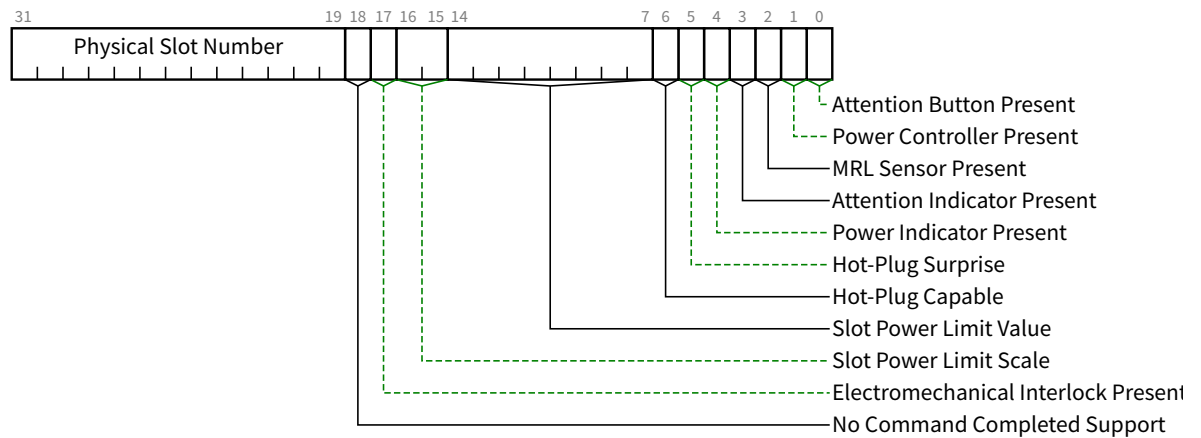 31 19 18 17 16 15 14 7 6 5 4 3 2 1 0
Physical Slot Number
Attention Button Present
Power Controller Present
MRL Sensor Present
Attention Indicator Present
Power Indicator Present
Hot-Plug Surprise
Hot-Plug Capable
Slot Power Limit Value
Slot Power Limit Scale
Electromechanical Interlock Present
No Command Completed Support